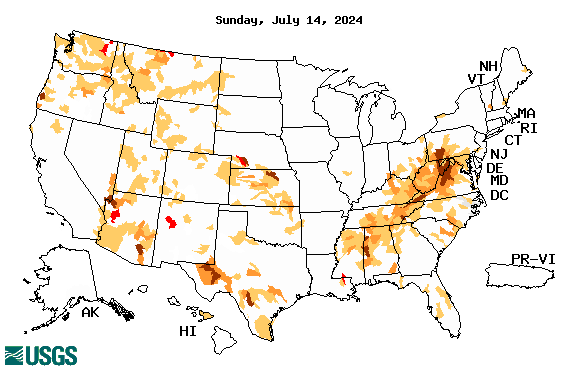 Sunday, July 14, 2024
NH
VT
MA
RI
CT
NJ
DE
MD
DC
PR-VI
AK
HI
USGS